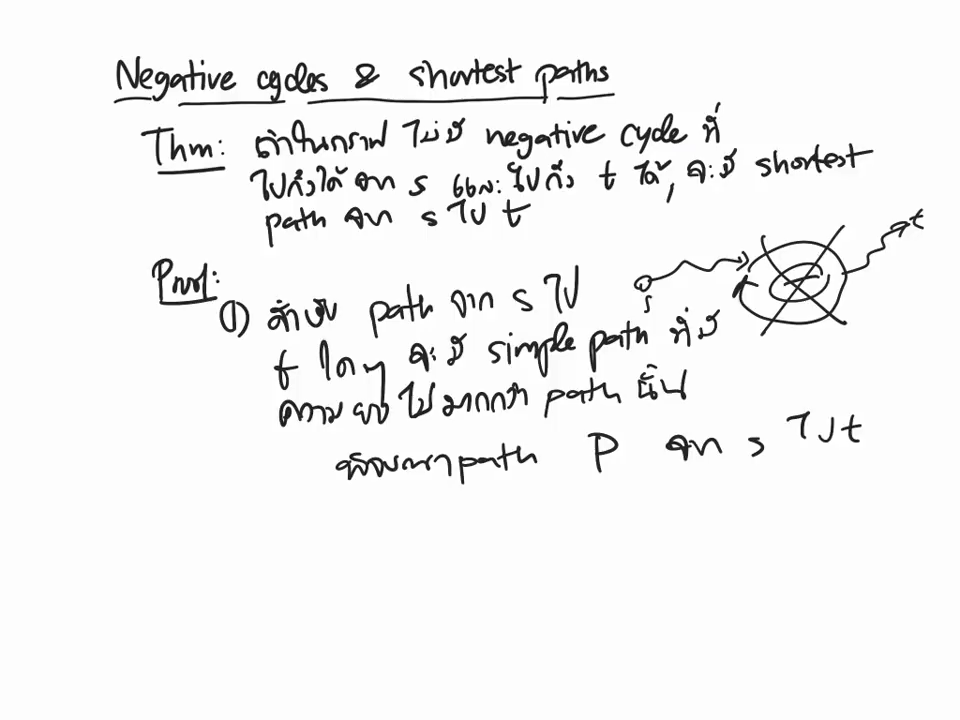 Negative cycles & shortest paths
Thm: ถ้าในกราฟ ไม่มี negative cycle ที่
ไปถึงได้ จาก s และ ไปถึง t ได้, จะมี shortest
path จาก s ไป t
t
s
Proof:
① สำหรับ path จาก s ไป
t ใดๆ จะมี simple path ที่มี
ความยาว ไม่มากกว่า path นั้น
พิจารณา path P จาก s ไป t